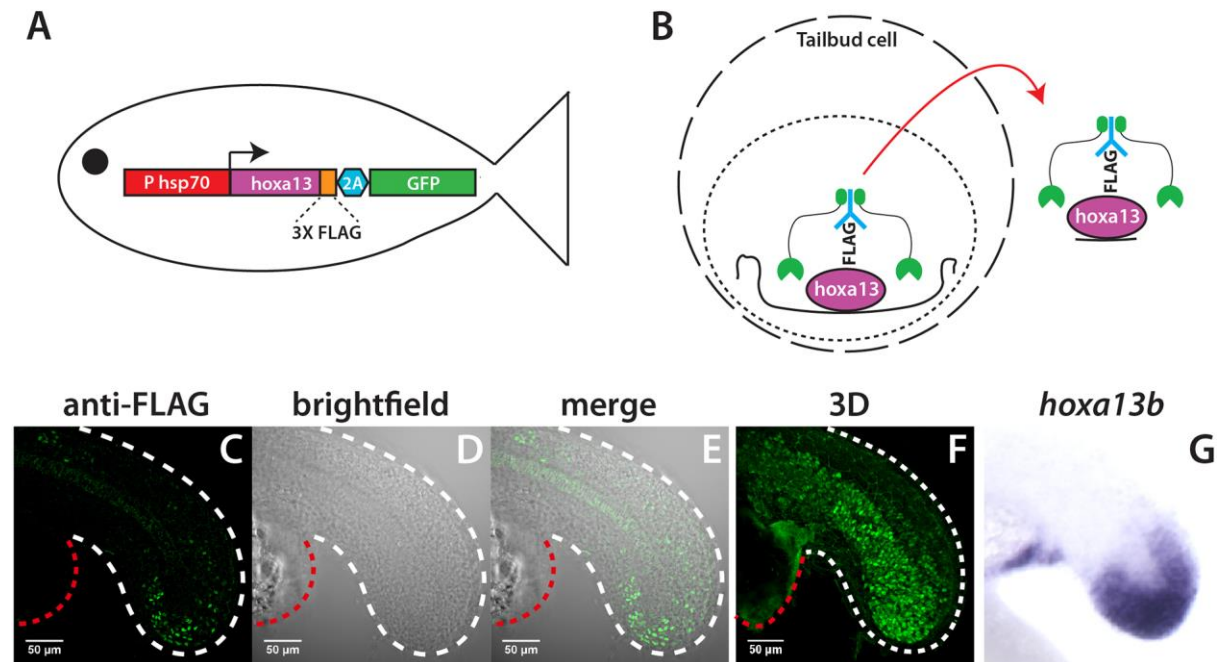 A
B
Tailbud cell
P hsp70
hoxa13
2A
GFP
3X FLAG
FLAG
hoxa13
FLAG
hoxa13
anti-FLAG
brightfield
merge
3D
hoxa13b
C
D
E
F
G
50 µm
50 µm
50 µm
50 µm